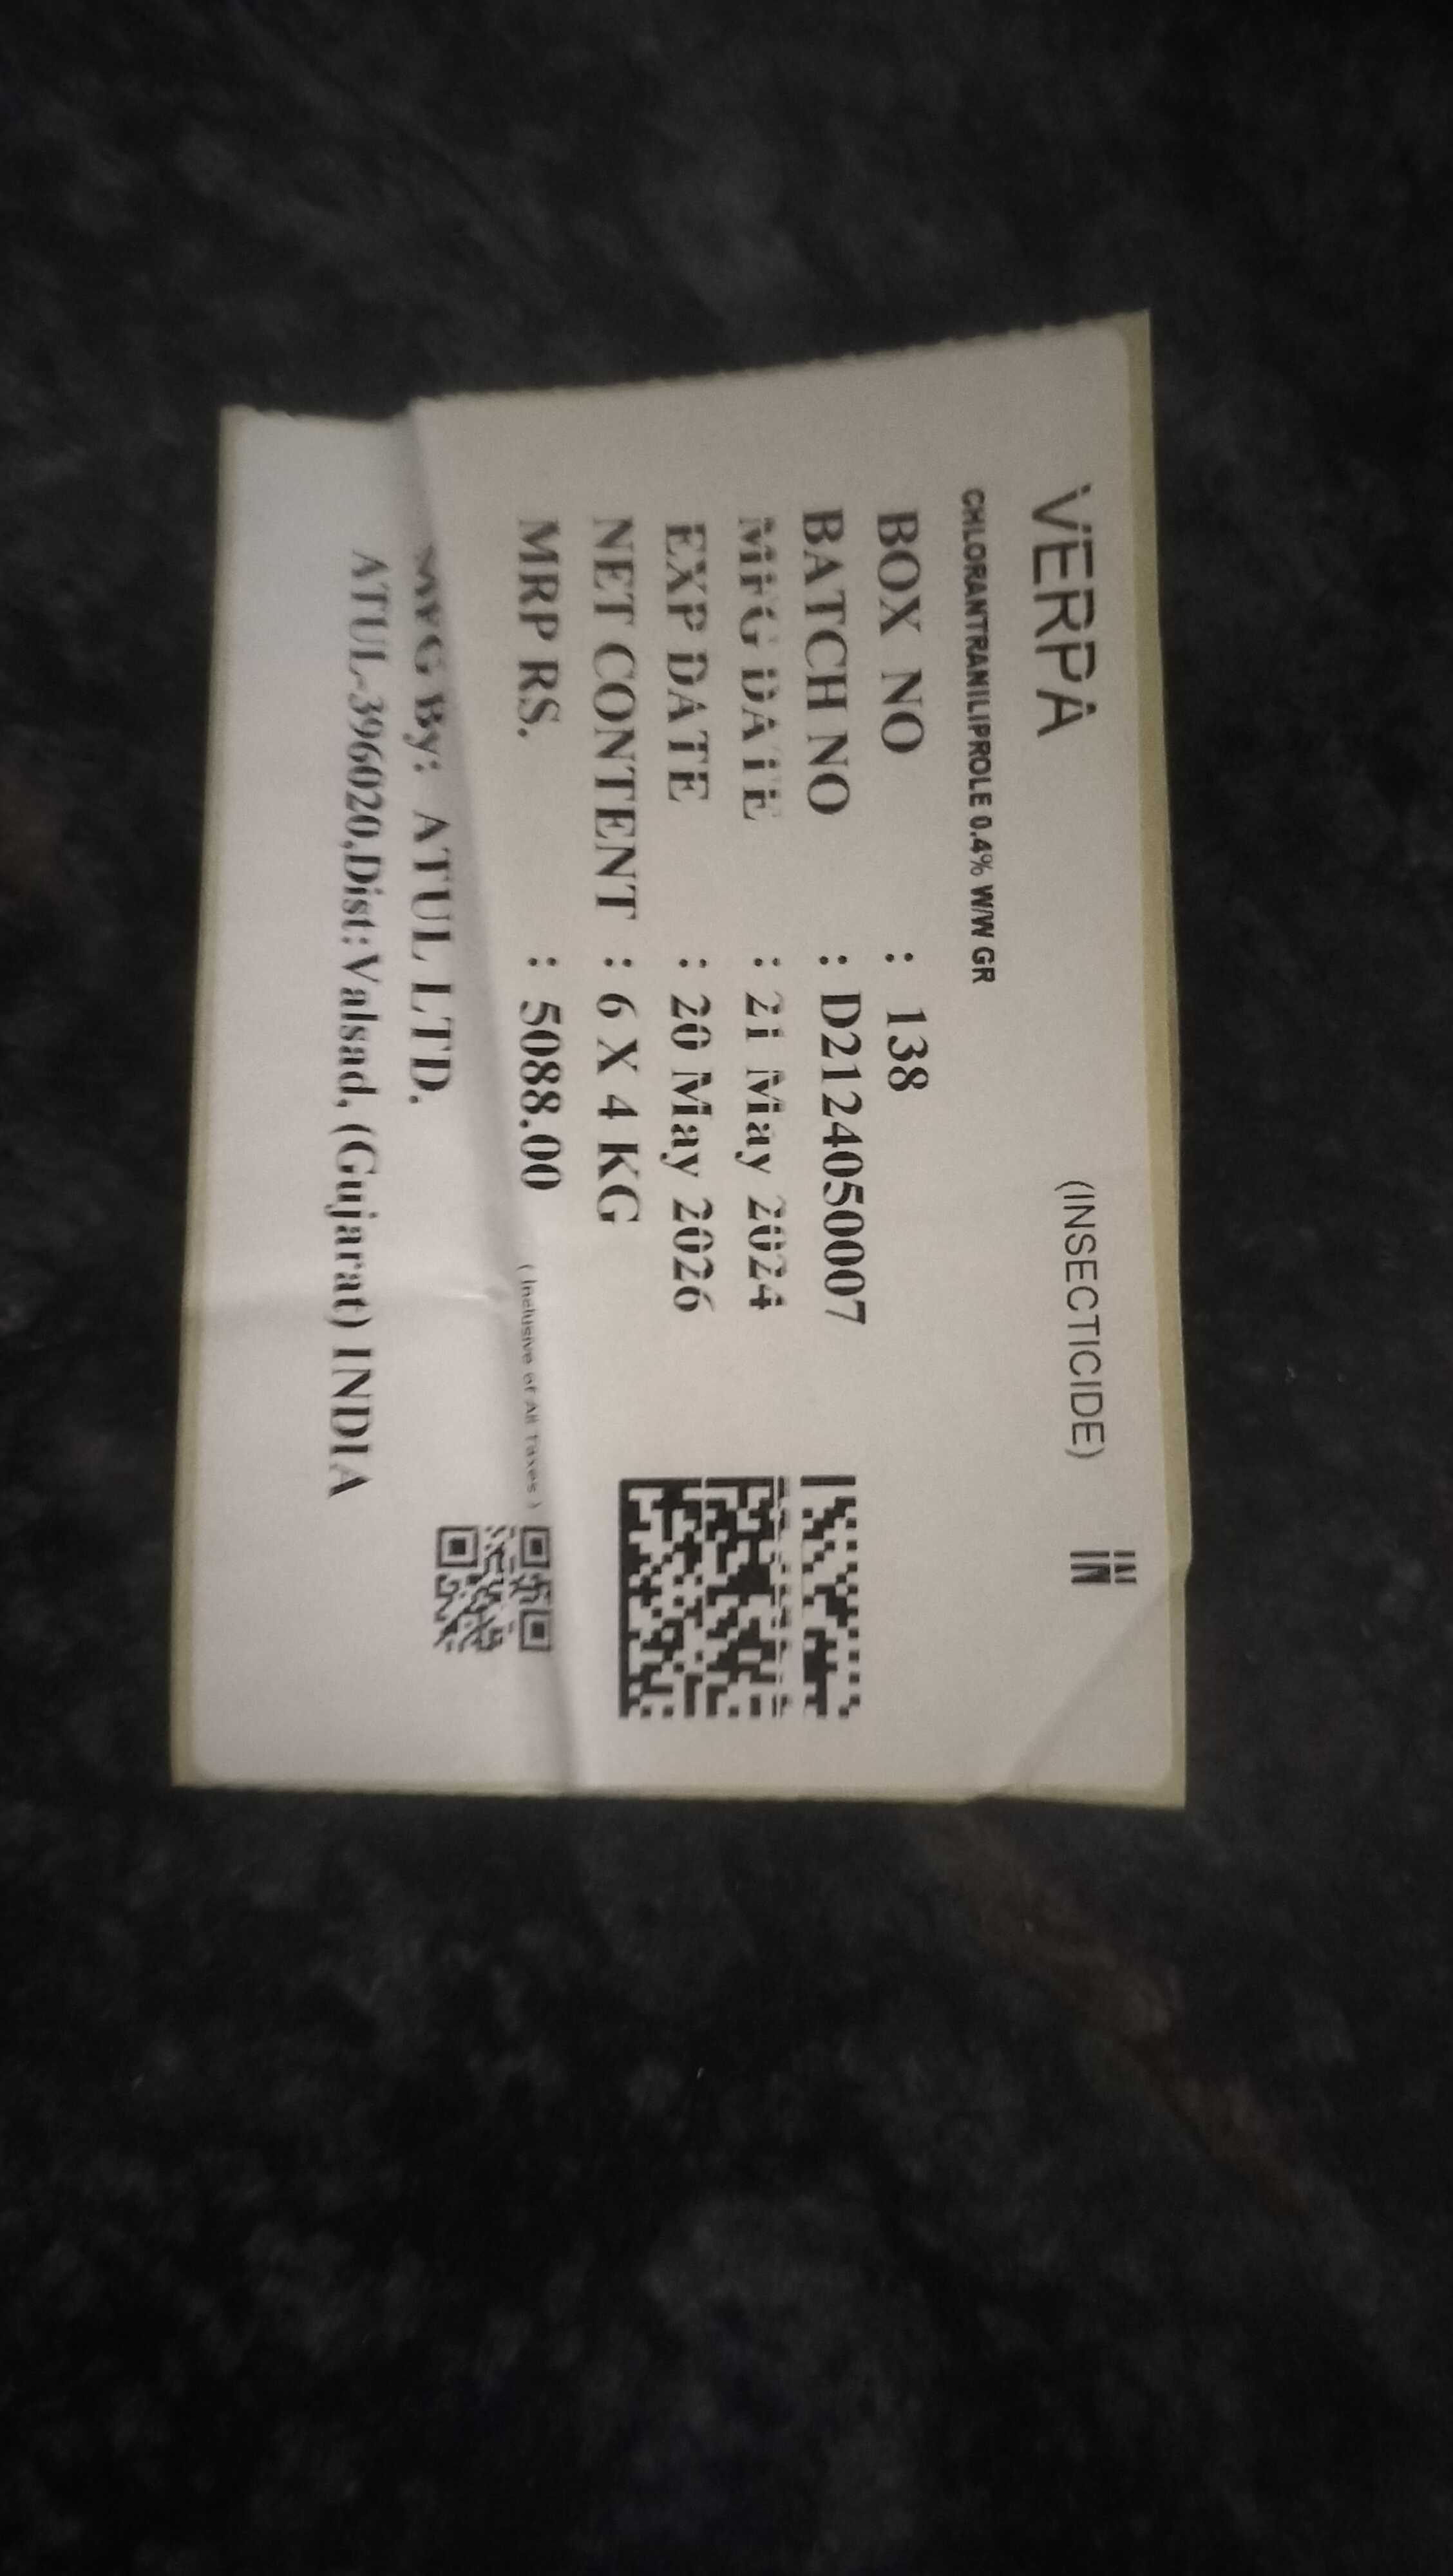 VERPA (INSECTICIDE) IN
CHLORANTRANILIPROLE 0.4% W/W GR
BOX NO : 138
BATCH NO : D2124050007
MFG DATE : 21 May 2024
EXP DATE : 20 May 2026
NET CONTENT : 6 X 4 KG
MRP RS. : 5088.00 ( Inclusive of All Taxes )
MFG By: ATUL LTD.
ATUL-396020,Dist:Valsad, (Gujarat) INDIA